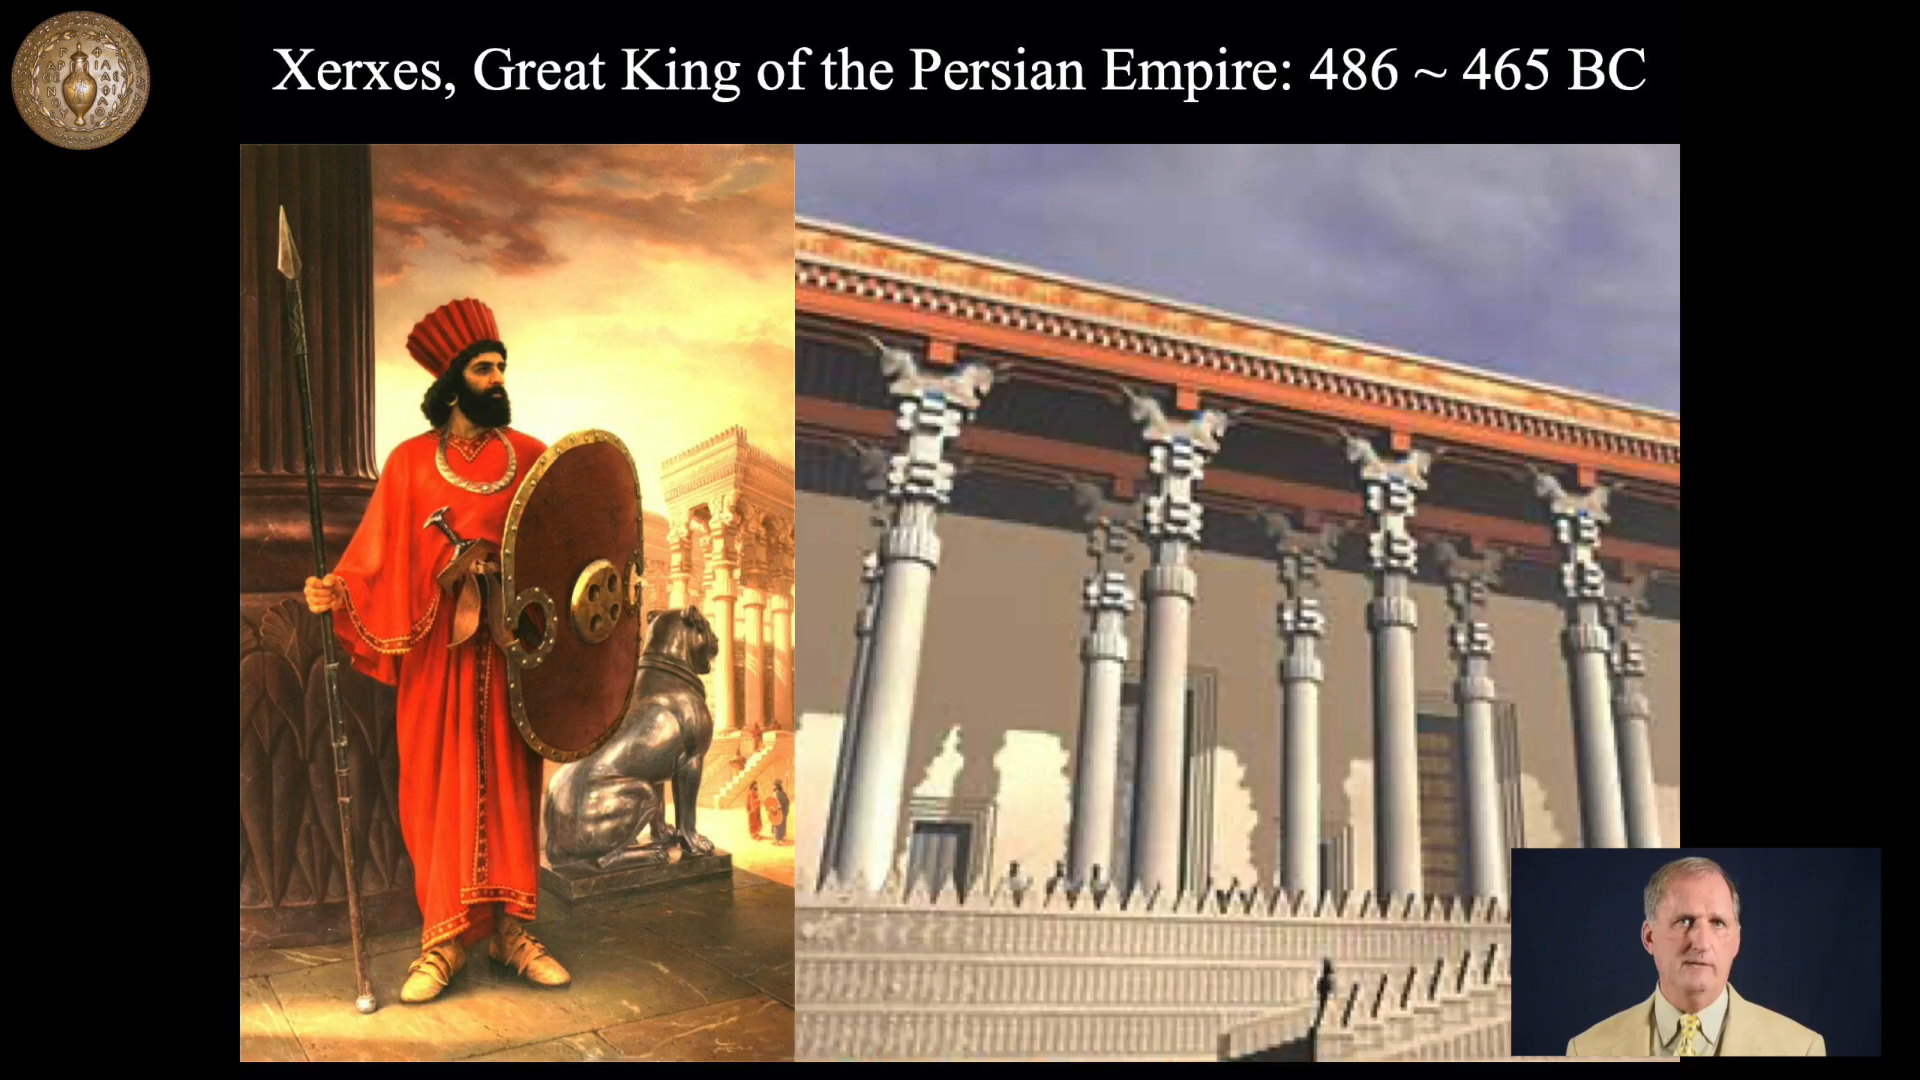 Xerxes, Great King of the Persian Empire: 486 ~ 465 BC